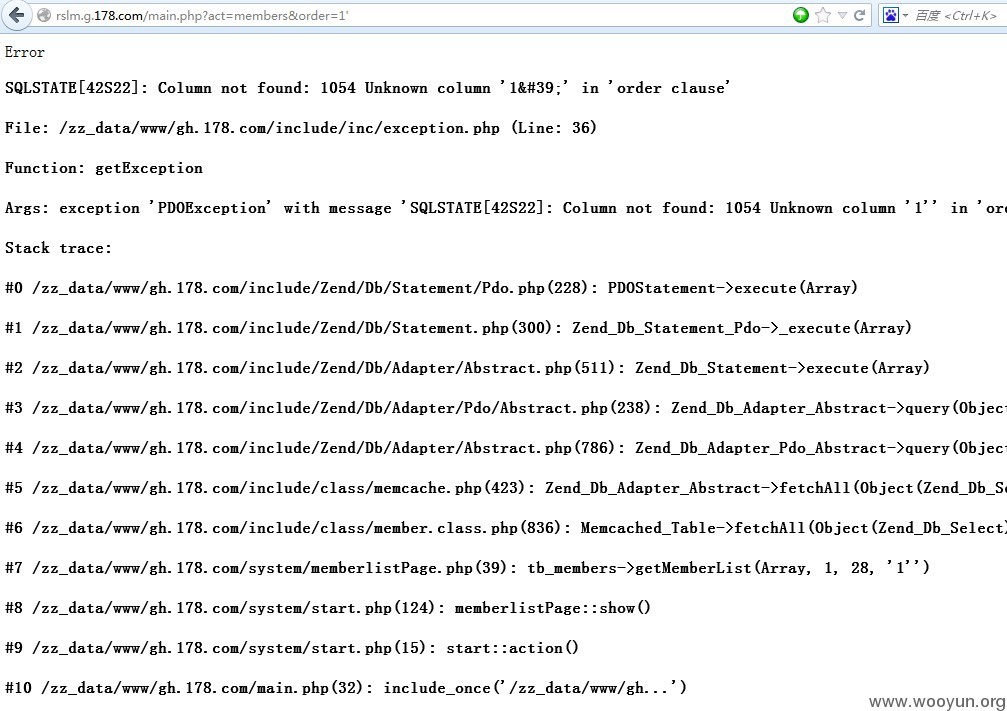 rslm.g.178.com/main.php?act=members&order=1'
百度 <Ctrl+K>
Error
SQLSTATE[42S22]: Column not found: 1054 Unknown column '1&#39;' in 'order clause'
File: /zz_data/www/gh.178.com/include/inc/exception.php (Line: 36)
Function: getException
Args: exception 'PDOException' with message 'SQLSTATE[42S22]: Column not found: 1054 Unknown column '1'' in 'ord
Stack trace:
#0 /zz_data/www/gh.178.com/include/Zend/Db/Statement/Pdo.php(228): PDOStatement->execute(Array)
#1 /zz_data/www/gh.178.com/include/Zend/Db/Statement.php(300): Zend_Db_Statement_Pdo->_execute(Array)
#2 /zz_data/www/gh.178.com/include/Zend/Db/Adapter/Abstract.php(511): Zend_Db_Statement->execute(Array)
#3 /zz_data/www/gh.178.com/include/Zend/Db/Adapter/Pdo/Abstract.php(238): Zend_Db_Adapter_Abstract->query(Objec
#4 /zz_data/www/gh.178.com/include/Zend/Db/Adapter/Abstract.php(786): Zend_Db_Adapter_Pdo_Abstract->query(Objec
#5 /zz_data/www/gh.178.com/include/class/memcache.php(423): Zend_Db_Adapter_Abstract->fetchAll(Object(Zend_Db_Se
#6 /zz_data/www/gh.178.com/include/class/member.class.php(836): Memcached_Table->fetchAll(Object(Zend_Db_Select)
#7 /zz_data/www/gh.178.com/system/memberlistPage.php(39): tb_members->getMemberList(Array, 1, 28, '1'')
#8 /zz_data/www/gh.178.com/system/start.php(124): memberlistPage::show()
#9 /zz_data/www/gh.178.com/system/start.php(15): start::action()
#10 /zz_data/www/gh.178.com/main.php(32): include_once('/zz_data/www/gh...')
www.wooyun.org